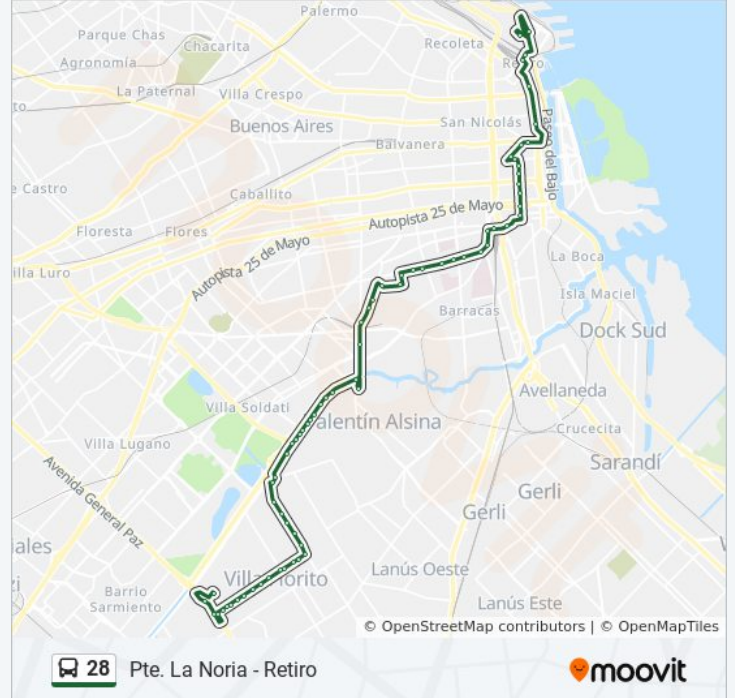 Palermo
Parque Chas
Chacarita
Recoleta
Agronomía
La Paternal
Villa Crespo
Buenos Aires
San Nicolás
Balvanera
Paseo del Bajo
e Castro
Caballito
Autopista 25 de Mayo
Floresta
Flores
Autopista 25 de Mayo
illa Luro
La Boca
Isla Maciel
Barracas
Dock Sud
Avellaneda
Villa Soldati
alentín Alsina
Crucecita
Villa Lugano
Sarandí
Avenida General Paz
Gerli
Gerli
iales
Lanús Oeste
Barrio
Sarmiento
Lanús Este
© OpenStreetMap contributors | © OpenMapTiles
28 Pte. La Noria - Retiro
moovit